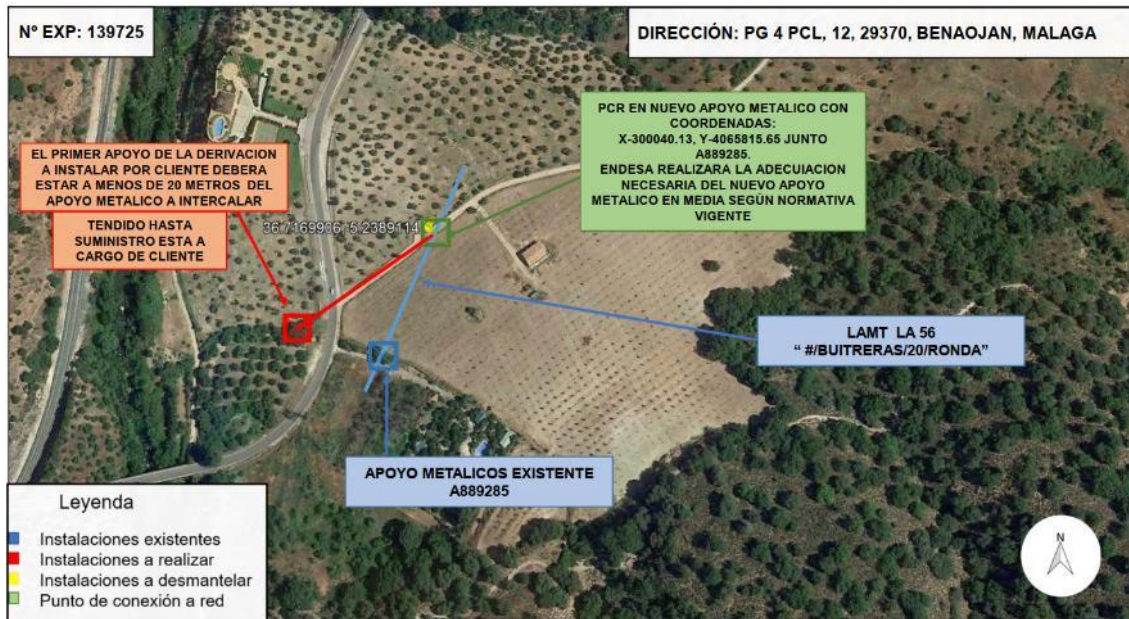 Nº EXP: 139725
DIRECCIÓN: PG 4 PCL, 12, 29370, BENAOJAN, MALAGA
PCR EN NUEVO APOYO METALICO CON
COORDENADAS:
X-300040.13, Y-4065815.65 JUNTO
A889285.
ENDESA REALIZARA LA ADECUIACION
NECESARIA DEL NUEVO APOYO
METALICO EN MEDIA SEGÚN NORMATIVA
VIGENTE
EL PRIMER APOYO DE LA DERIVACION
A INSTALAR POR CLIENTE DEBERA
ESTAR A MENOS DE 20 METROS DEL
APOYO METALICO A INTERCALAR
TENDIDO HASTA
SUMINISTRO ESTA A
CARGO DE CLIENTE
36.7169906, -5.2389114
LAMT LA 56
“ #/BUITRERAS/20/RONDA”
APOYO METALICOS EXISTENTE
A889285
Leyenda
Instalaciones existentes
Instalaciones a realizar
Instalaciones a desmantelar
Punto de conexión a red
N